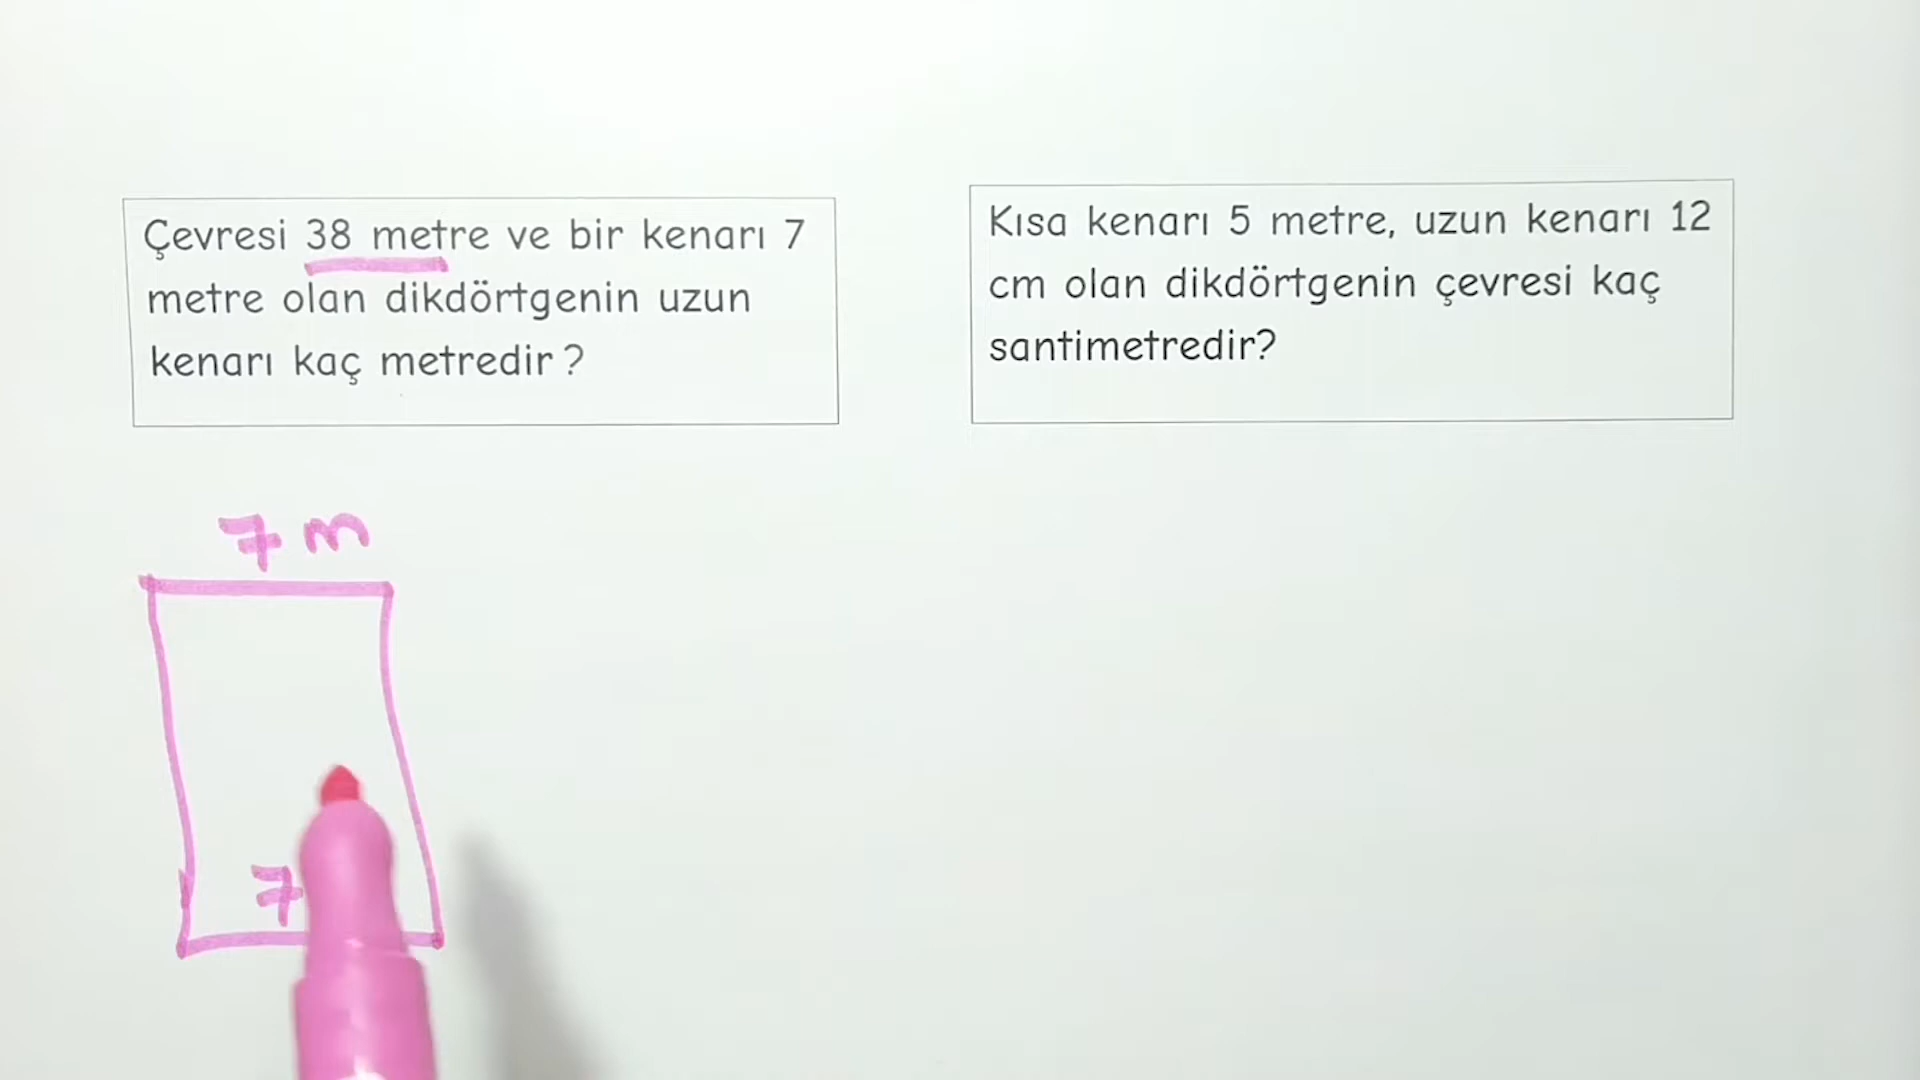 Çevresi 38 metre ve bir kenarı 7
metre olan dikdörtgenin uzun
kenarı kaç metredir ?
Kısa kenarı 5 metre, uzun kenarı 12
cm olan dikdörtgenin çevresi kaç
santimetredir?
7 m
7